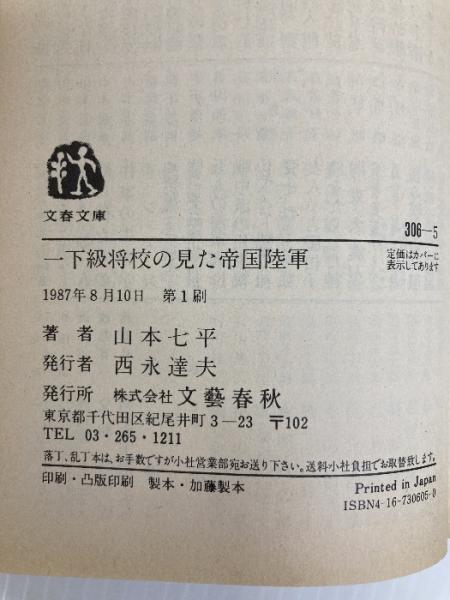 文春文庫
306—5
一下級将校の見た帝国陸軍
定価はカバーに
表示してあります
1987年8月10日 第1刷
著者 山本七平
発行者 西永達夫
発行所 株式会社 文藝春秋
東京都千代田区紀尾井町3—23 〒102
TEL 03・265・1211
落丁、乱丁本は、お手数ですが小社営業部宛お送り下さい。送料小社負担でお取替致します。
印刷・凸版印刷 製本・加藤製本
Printed in Japan
ISBN4-16-730605-0